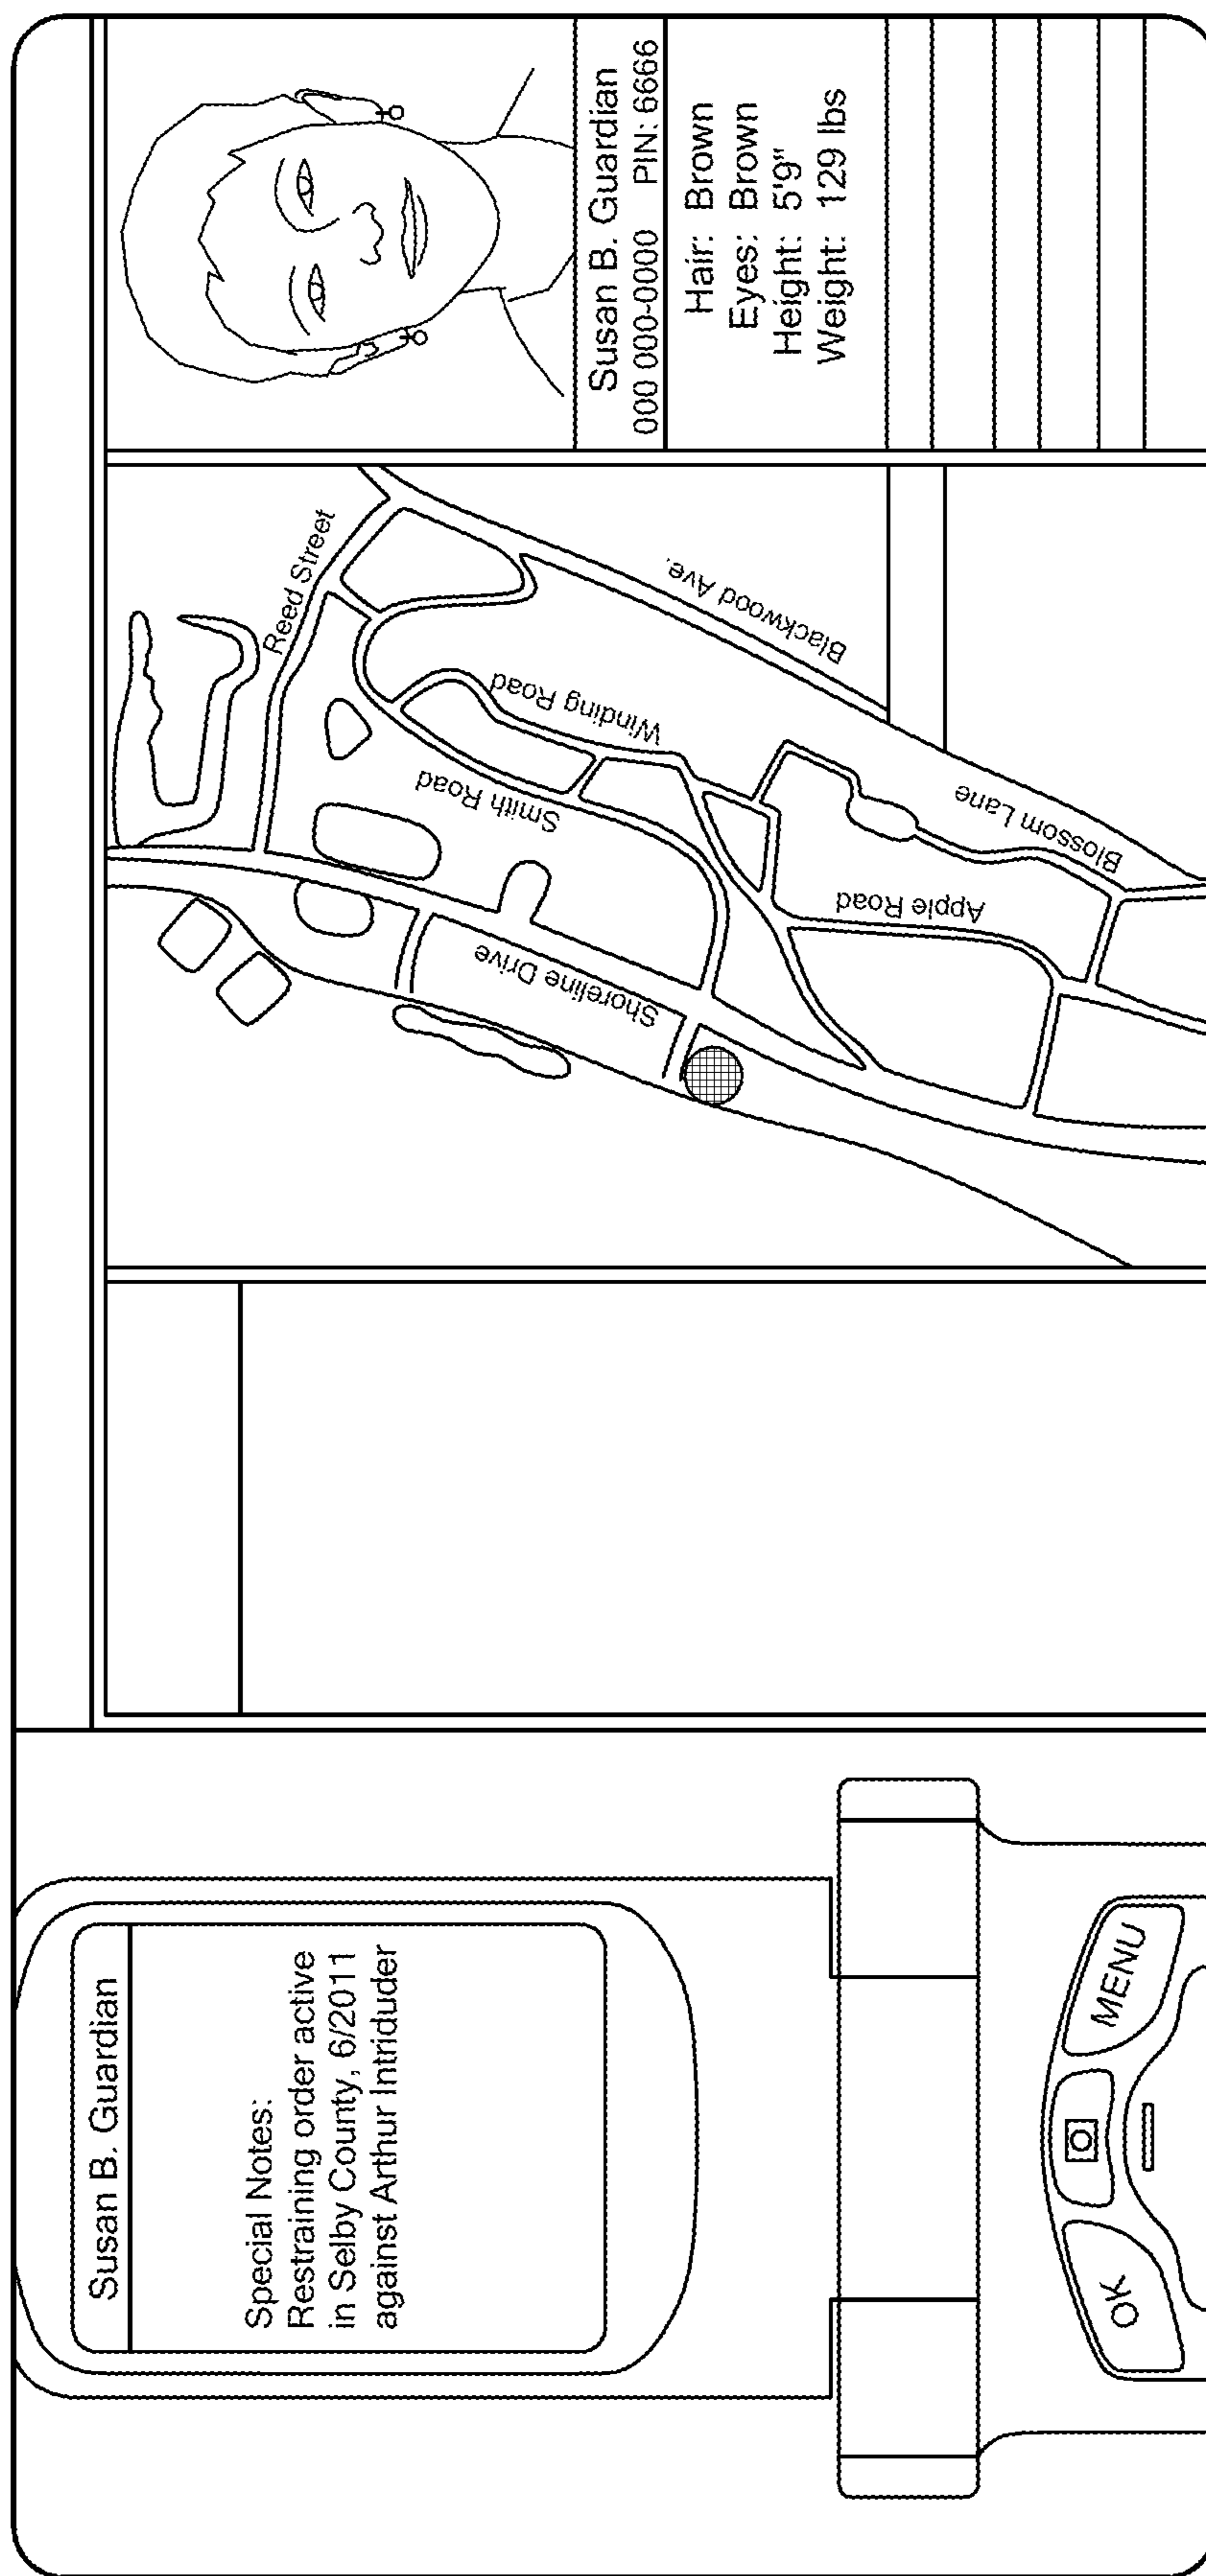 Susan B. Guardian
Special Notes:
Restraining order active
in Selby County, 6/2011
against Arthur Intriduder
OK
MENU
Reed Street
Blackwood Ave.
Winding Road
Smith Road
Shoreline Drive
Apple Road
Blossom Lane
Susan B. Guardian
000 000-0000 PIN: 6666
Hair: Brown
Eyes: Brown
Height: 5'9"
Weight: 129 lbs